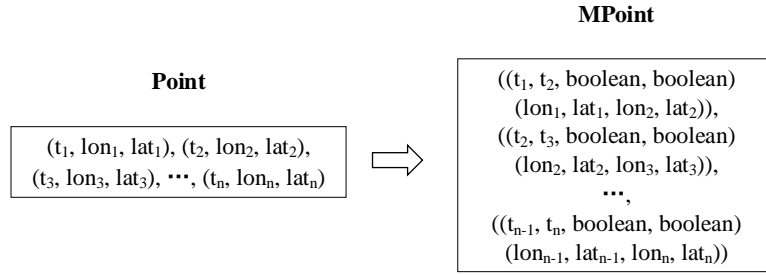 MPoint
Point
(t₁, lon₁, lat₁), (t₂, lon₂, lat₂),
(t₃, lon₃, lat₃), ⋯, (tₙ, lonₙ, latₙ)
((t₁, t₂, boolean, boolean)
(lon₁, lat₁, lon₂, lat₂)),
((t₂, t₃, boolean, boolean)
(lon₂, lat₂, lon₃, lat₃)),
⋯,
((tₙ₋₁, tₙ, boolean, boolean)
(lonₙ₋₁, latₙ₋₁, lonₙ, latₙ))